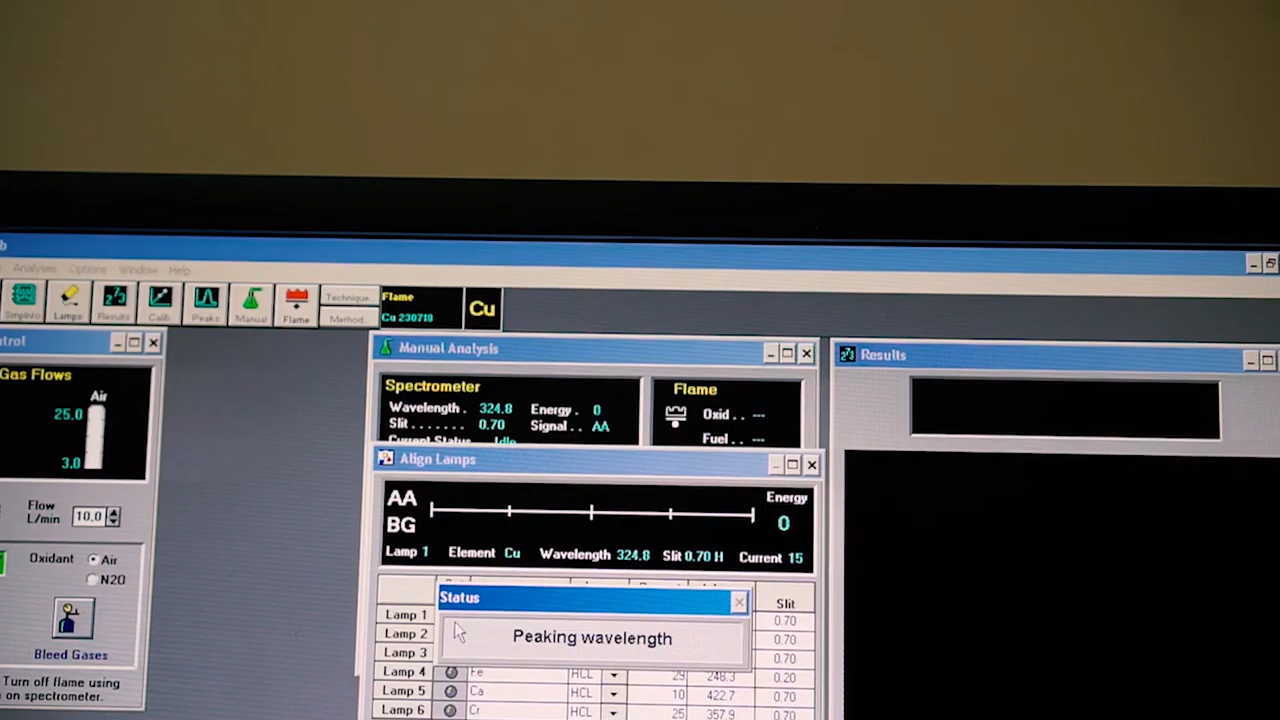 b
Analyses Options Window Help
SmpInfo Lamps Results Calib Peaks Manual Flame Technique.. Method..
Flame
Cu 230718
Cu
trol
Gas Flows
Air
25.0
3.0
Flow
L/min 10.0
Oxidant Air
N2O
Bleed Gases
Turn off flame using
on spectrometer.
Manual Analysis
Spectrometer
Wavelength . 324.8 Energy . 0
Slit . . . . . . . 0.70 Signal . . AA
Current Status Idle
Flame
Oxid . . ---
Fuel . . ---
Align Lamps
AA
BG
Energy
0
Lamp 1 Element Cu Wavelength 324.8 Slit 0.70 H Current 15
Slit
Lamp 1 0.70
Lamp 2 0.70
Lamp 3 0.70
Lamp 4 Fe HCL 29 248.3 0.20
Lamp 5 Ca HCL 10 422.7 0.70
Lamp 6 Cr HCL 25 357.9 0.70
Status
Peaking wavelength
Results